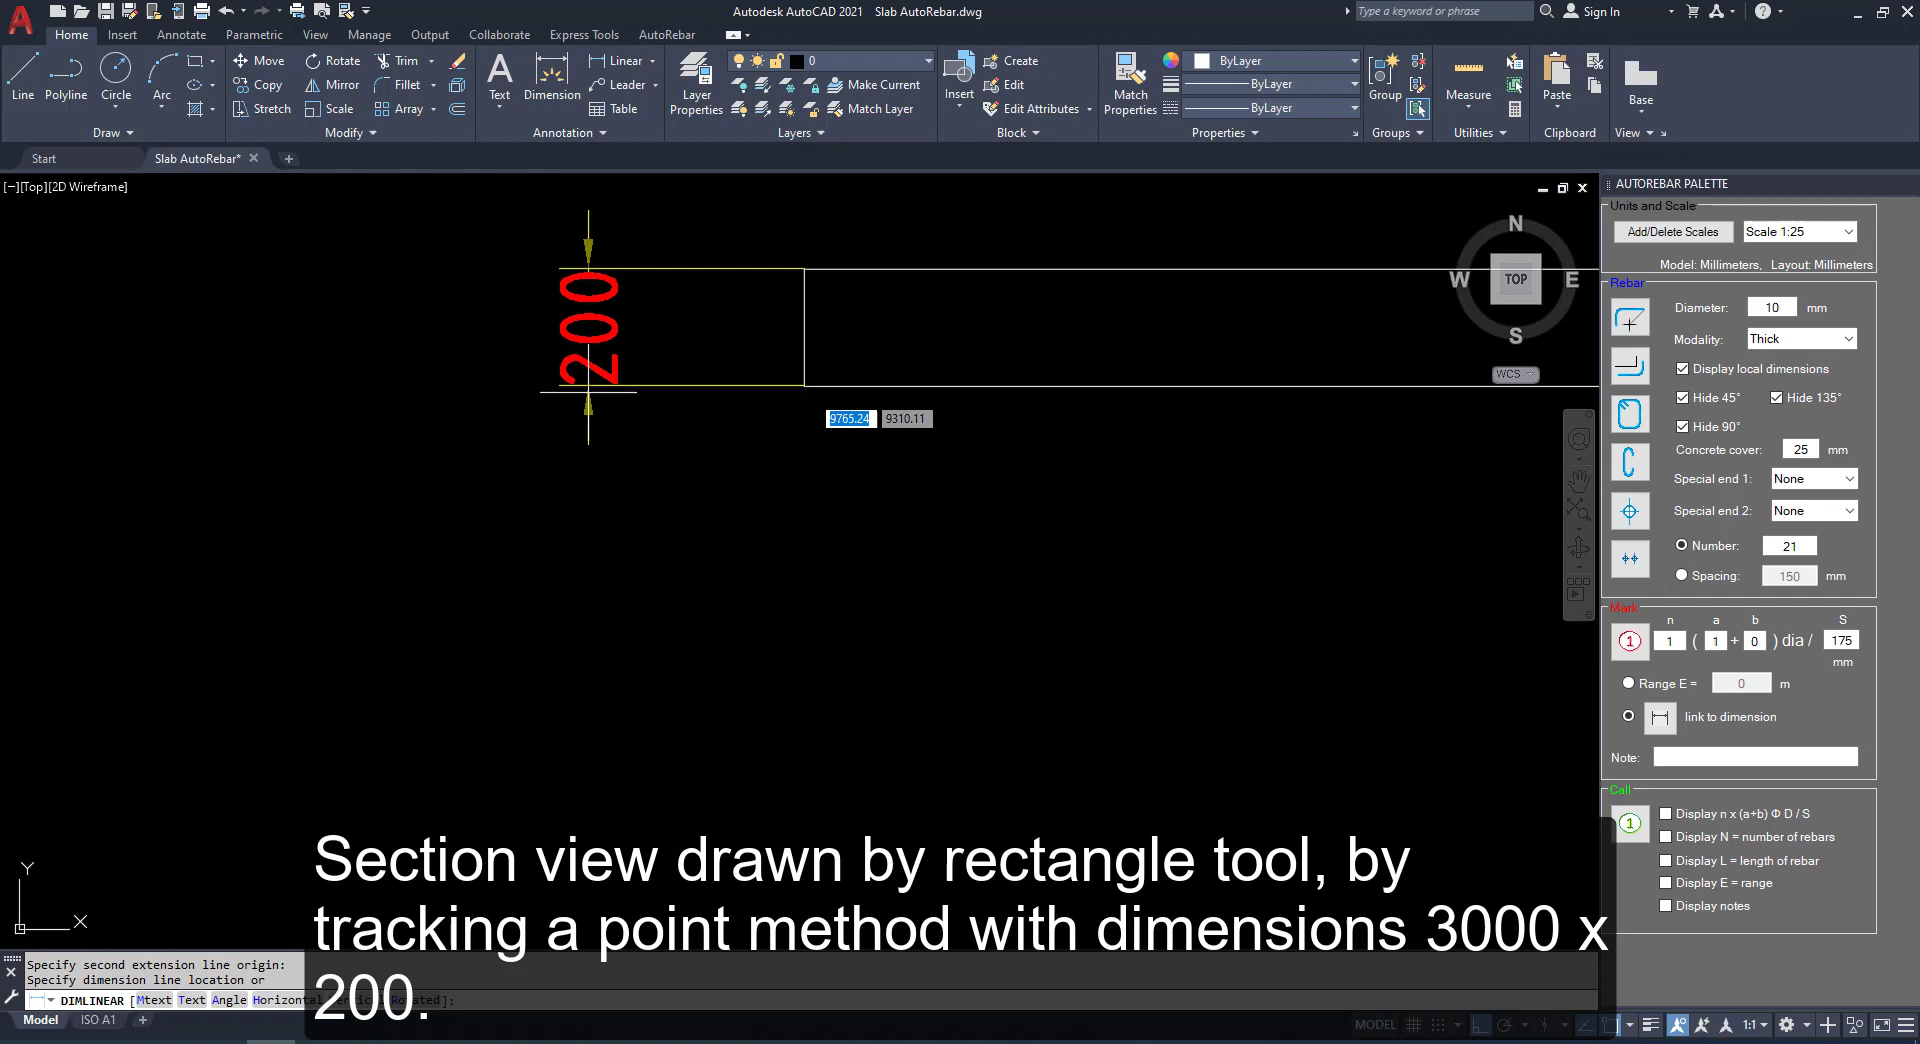 Autodesk AutoCAD 2021 Slab AutoRebar.dwg
Type a keyword or phrase
Sign In
Home Insert Annotate Parametric View Manage Output Collaborate Express Tools AutoRebar
Line Polyline Circle Arc
Move Rotate Trim
Copy Mirror Fillet
Stretch Scale Array
Text Dimension
Linear
Leader
Table
Layer Properties
0
Make Current
Match Layer
Insert
Create
Edit
Edit Attributes
Match Properties
ByLayer
ByLayer
ByLayer
Group
Measure
Paste
Base
Draw Modify Annotation Layers Block Properties Groups Utilities Clipboard View
Start Slab AutoRebar*
[−][Top][2D Wireframe]
200
9765.24 9310.11
N
W TOP E
S
WCS
Y
X
AUTOREBAR PALETTE
Units and Scale
Add/Delete Scales Scale 1:25
Model: Millimeters, Layout: Millimeters
Rebar
Diameter: 10 mm
Modality: Thick
Display local dimensions
Hide 45° Hide 135°
Hide 90°
Concrete cover: 25 mm
Special end 1: None
Special end 2: None
Number: 21
Spacing: 150 mm
Mark
n a b S
1 1 ( 1 + 0 ) dia / 175
mm
Range E = 0 m
link to dimension
Note:
Call
1 Display n x (a+b) Φ D / S
Display N = number of rebars
Display L = length of rebar
Display E = range
Display notes
Section view drawn by rectangle tool, by
tracking a point method with dimensions 3000 x
200.
Specify second extension line origin:
Specify dimension line location or
DIMLINEAR [Mtext Text Angle Horizontal Vertical Rotated]:
Model ISO A1
MODEL 1:1